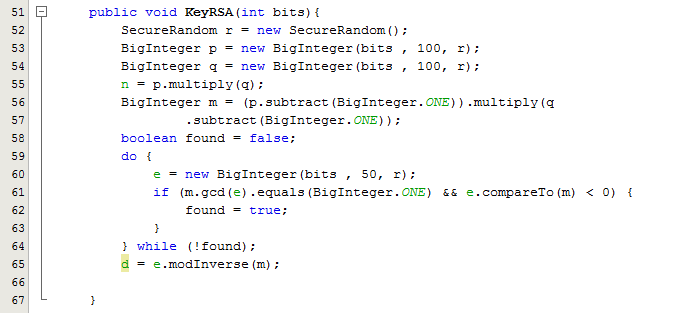 51 public void KeyRSA(int bits){
52 SecureRandom r = new SecureRandom();
53 BigInteger p = new BigInteger(bits , 100, r);
54 BigInteger q = new BigInteger(bits , 100, r);
55 n = p.multiply(q);
56 BigInteger m = (p.subtract(BigInteger.ONE)).multiply(q
57 .subtract(BigInteger.ONE));
58 boolean found = false;
59 do {
60 e = new BigInteger(bits , 50, r);
61 if (m.gcd(e).equals(BigInteger.ONE) && e.compareTo(m) < 0) {
62 found = true;
63 }
64 } while (!found);
65 d = e.modInverse(m);
66
67 }